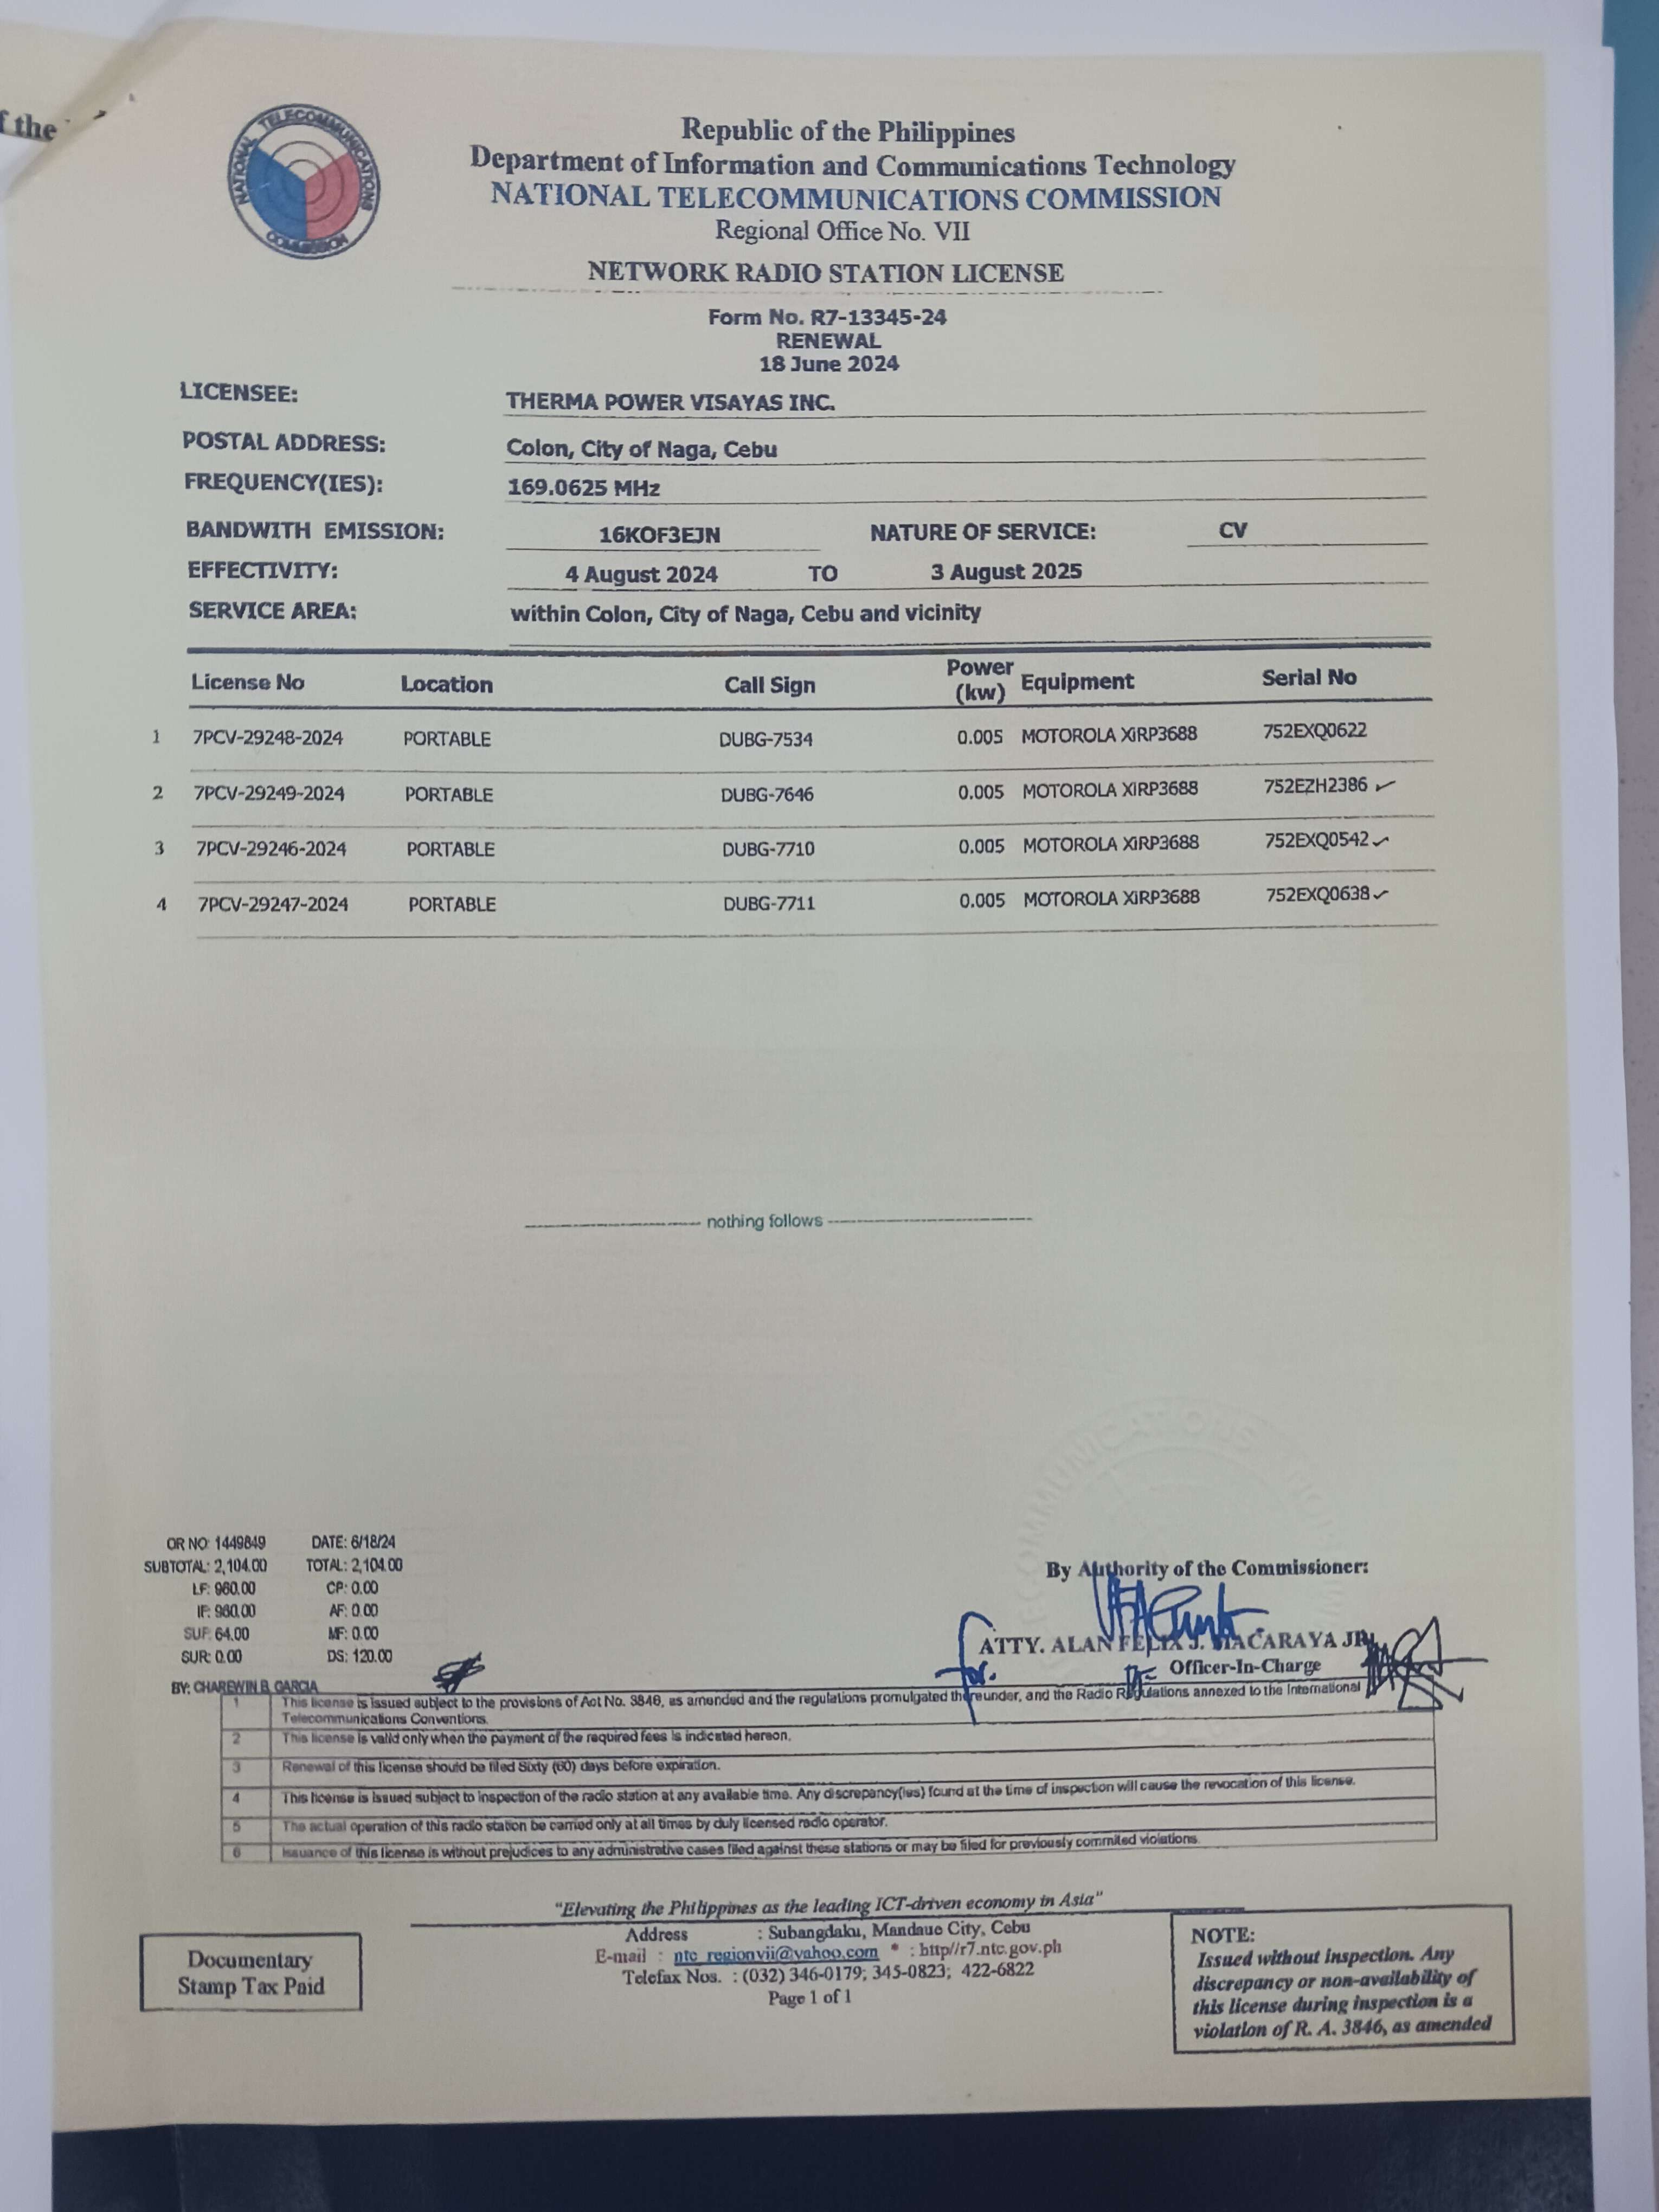 f the
NATIONAL TELECOMMUNICATIONS COMMISSION
Republic of the Philippines
Department of Information and Communications Technology
NATIONAL TELECOMMUNICATIONS COMMISSION
Regional Office No. VII
NETWORK RADIO STATION LICENSE
Form No. R7-13345-24
RENEWAL
18 June 2024
LICENSEE: THERMA POWER VISAYAS INC.
POSTAL ADDRESS: Colon, City of Naga, Cebu
FREQUENCY(IES): 169.0625 MHz
BANDWITH EMISSION: 16KOF3EJN NATURE OF SERVICE: CV
EFFECTIVITY: 4 August 2024 TO 3 August 2025
SERVICE AREA: within Colon, City of Naga, Cebu and vicinity
License No Location Call Sign Power (kw) Equipment Serial No
1 7PCV-29248-2024 PORTABLE DUBG-7534 0.005 MOTOROLA XiRP3688 752EXQ0622
2 7PCV-29249-2024 PORTABLE DUBG-7646 0.005 MOTOROLA XiRP3688 752EZH2386 ✓
3 7PCV-29246-2024 PORTABLE DUBG-7710 0.005 MOTOROLA XiRP3688 752EXQ0542 ✓
4 7PCV-29247-2024 PORTABLE DUBG-7711 0.005 MOTOROLA XiRP3688 752EXQ0638 ✓
---------- nothing follows ----------
OR NO: 1449849 DATE: 6/18/24
SUBTOTAL: 2,104.00 TOTAL: 2,104.00
LF: 960.00 CP: 0.00
IF: 960.00 AF: 0.00
SUF: 64.00 MF: 0.00
SUR: 0.00 DS: 120.00
BY: CHAREWIN B. GARCIA
By Authority of the Commissioner:
for. ATTY. ALAN FELIX J. MACARAYA JR.
Officer-In-Charge
1 This license is issued subject to the provisions of Act No. 3846, as amended and the regulations promulgated thereunder, and the Radio Regulations annexed to the International
Telecommunications Conventions.
2 This license is valid only when the payment of the required fees is indicated hereon.
3 Renewal of this license should be filed Sixty (60) days before expiration.
4 This license is issued subject to inspection of the radio station at any available time. Any discrepancy(ies) found at the time of inspection will cause the revocation of this license.
5 The actual operation of this radio station be carried only at all times by duly licensed radio operator.
6 Issuance of this license is without prejudices to any administrative cases filed against these stations or may be filed for previously commited violations.
"Elevating the Philippines as the leading ICT-driven economy in Asia"
Address : Subangdaku, Mandaue City, Cebu
E-mail : ntc_regionvii@yahoo.com * : http//r7.ntc.gov.ph
Telefax Nos. : (032) 346-0179; 345-0823; 422-6822
Page 1 of 1
Documentary
Stamp Tax Paid
NOTE:
Issued without inspection. Any
discrepancy or non-availability of
this license during inspection is a
violation of R. A. 3846, as amended